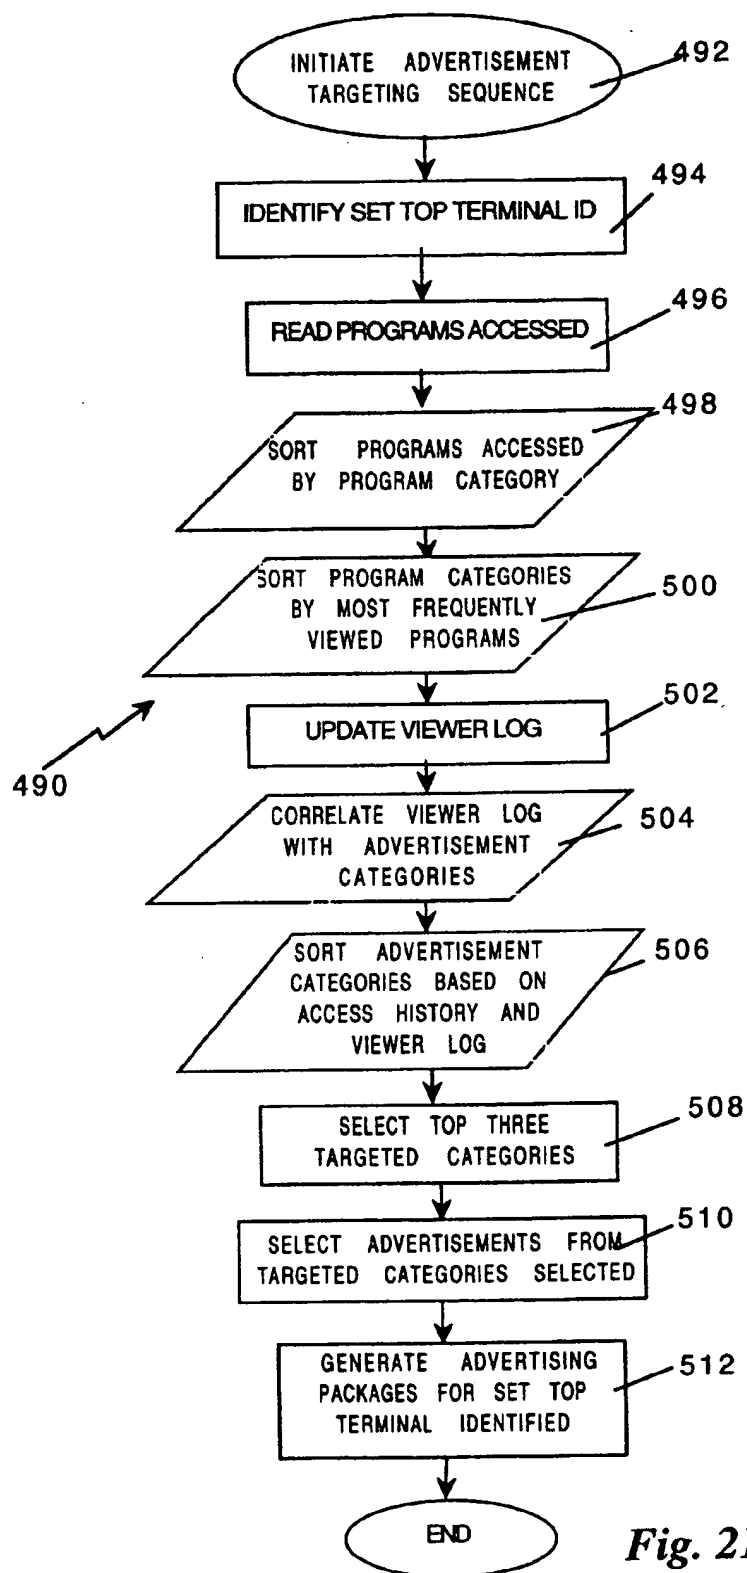 INITIATE ADVERTISEMENT
TARGETING SEQUENCE
492
IDENTIFY SET TOP TERMINAL ID
494
READ PROGRAMS ACCESSED
496
SORT PROGRAMS ACCESSED
BY PROGRAM CATEGORY
498
SORT PROGRAM CATEGORIES
BY MOST FREQUENTLY
VIEWED PROGRAMS
500
UPDATE VIEWER LOG
502
490
CORRELATE VIEWER LOG
WITH ADVERTISEMENT
CATEGORIES
504
SORT ADVERTISEMENT
CATEGORIES BASED ON
ACCESS HISTORY AND
VIEWER LOG
506
SELECT TOP THREE
TARGETED CATEGORIES
508
SELECT ADVERTISEMENTS FROM
TARGETED CATEGORIES SELECTED
510
GENERATE ADVERTISING
PACKAGES FOR SET TOP
TERMINAL IDENTIFIED
512
END
Fig. 21